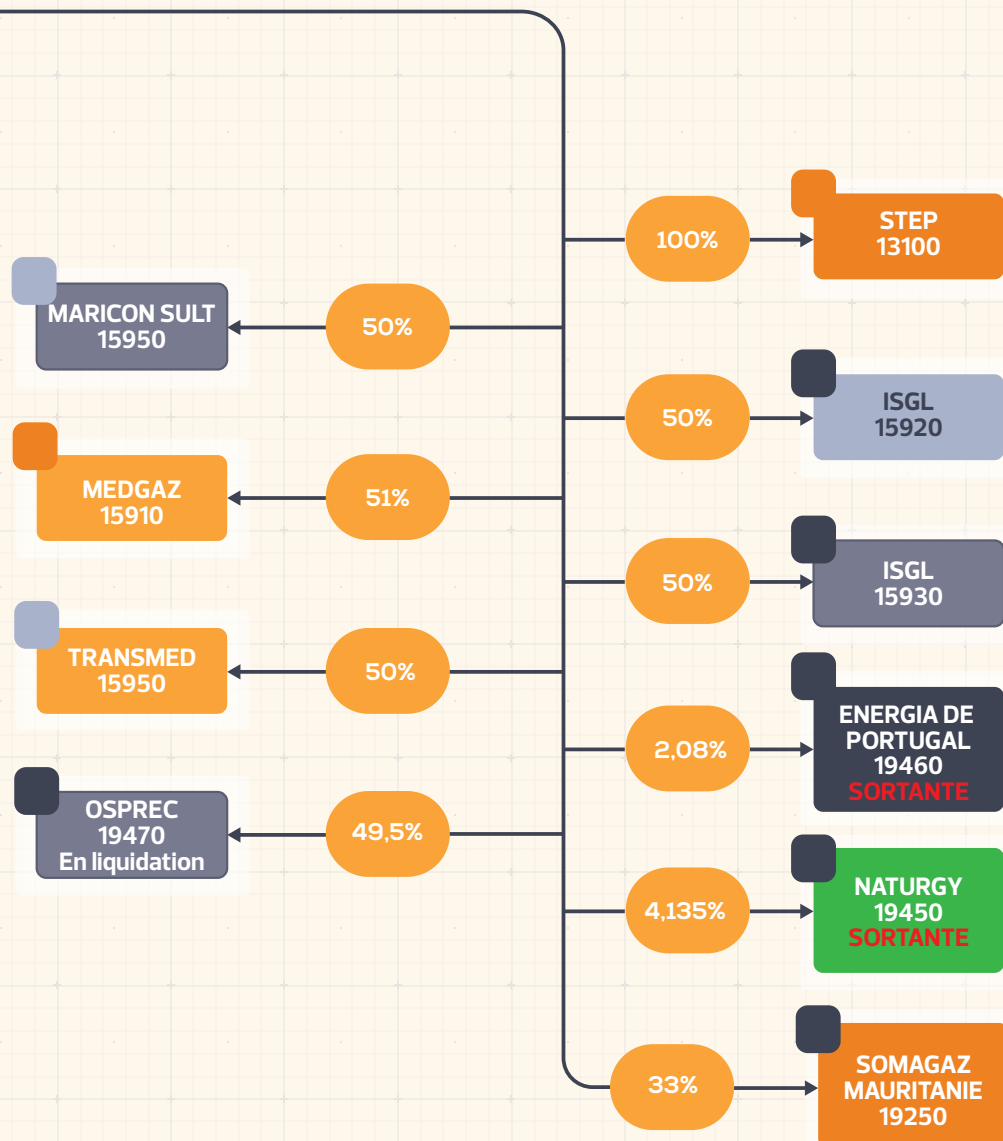 MARICON SULT
15950
50%
MEDGAZ
15910
51%
TRANSMED
15950
50%
OSPREC
19470
En liquidation
49,5%
100%
STEP
13100
50%
ISGL
15920
50%
ISGL
15930
2,08%
ENERGIA DE
PORTUGAL
19460
SORTANTE
4,135%
NATURGY
19450
SORTANTE
33%
SOMAGAZ
MAURITANIE
19250